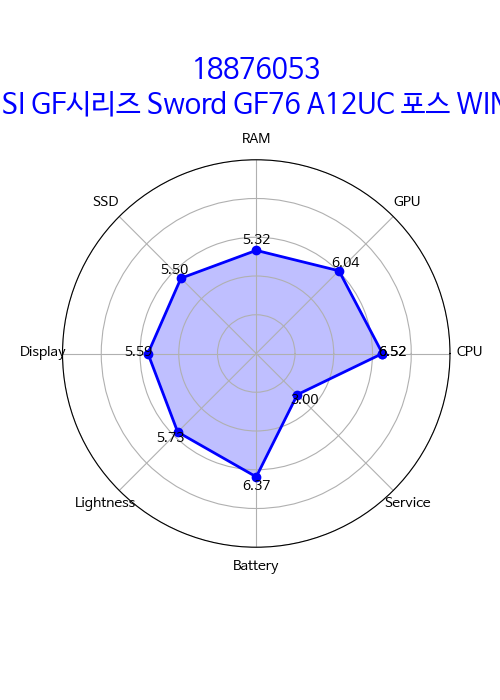 18876053
SI GF시리즈 Sword GF76 A12UC 포스 WIN
RAM
SSD
GPU
5.32
6.04
5.50
Display
5.59
6.52
CPU
3.00
5.73
6.37
Lightness
Service
Battery